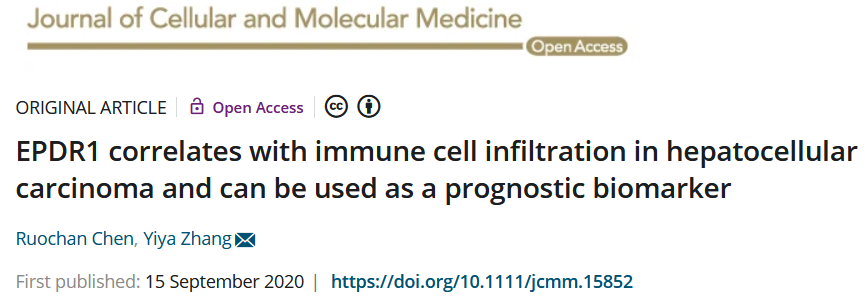 Journal of Cellular and Molecular Medicine
Open Access
ORIGINAL ARTICLE Open Access cc
EPDR1 correlates with immune cell infiltration in hepatocellular
carcinoma and can be used as a prognostic biomarker
Ruochan Chen, Yiya Zhang
First published: 15 September 2020 | https://doi.org/10.1111/jcmm.15852